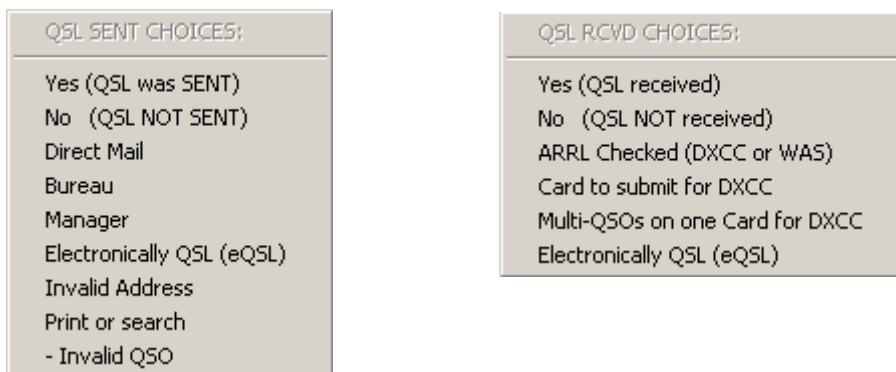 QSL SENT CHOICES:
Yes (QSL was SENT)
No (QSL NOT SENT)
Direct Mail
Bureau
Manager
Electronically QSL (eQSL)
Invalid Address
Print or search
- Invalid QSO
QSL RCVD CHOICES:
Yes (QSL received)
No (QSL NOT received)
ARRL Checked (DXCC or WAS)
Card to submit for DXCC
Multi-QSOs on one Card for DXCC
Electronically QSL (eQSL)